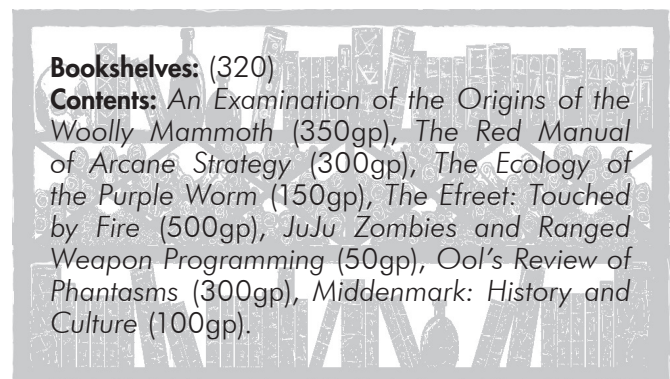 Bookshelves: (320)
Contents: An Examination of the Origins of the
Woolly Mammoth (350gp), The Red Manual
of Arcane Strategy (300gp), The Ecology of
the Purple Worm (150gp), The Efreet: Touched
by Fire (500gp), JuJu Zombies and Ranged
Weapon Programming (50gp), Ool's Review of
Phantasms (300gp), Middenmark: History and
Culture (100gp).